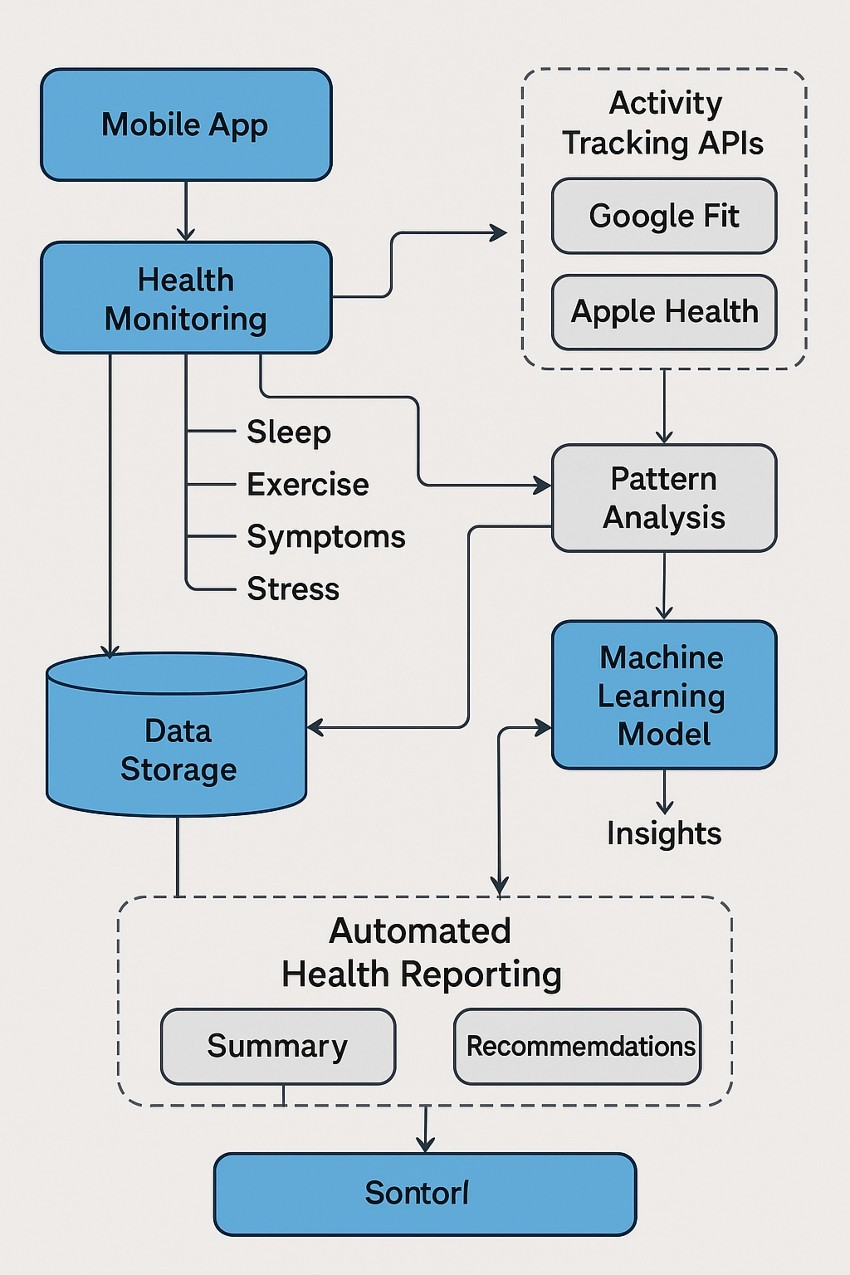 Mobile App
Activity
Tracking APIs
Google Fit
Health
Monitoring
Apple Health
Sleep
Exercise
Symptoms
Stress
Pattern
Analysis
Machine
Learning
Model
Data
Storage
Insights
Automated
Health Reporting
Summary
Recommemdations
Sontorl